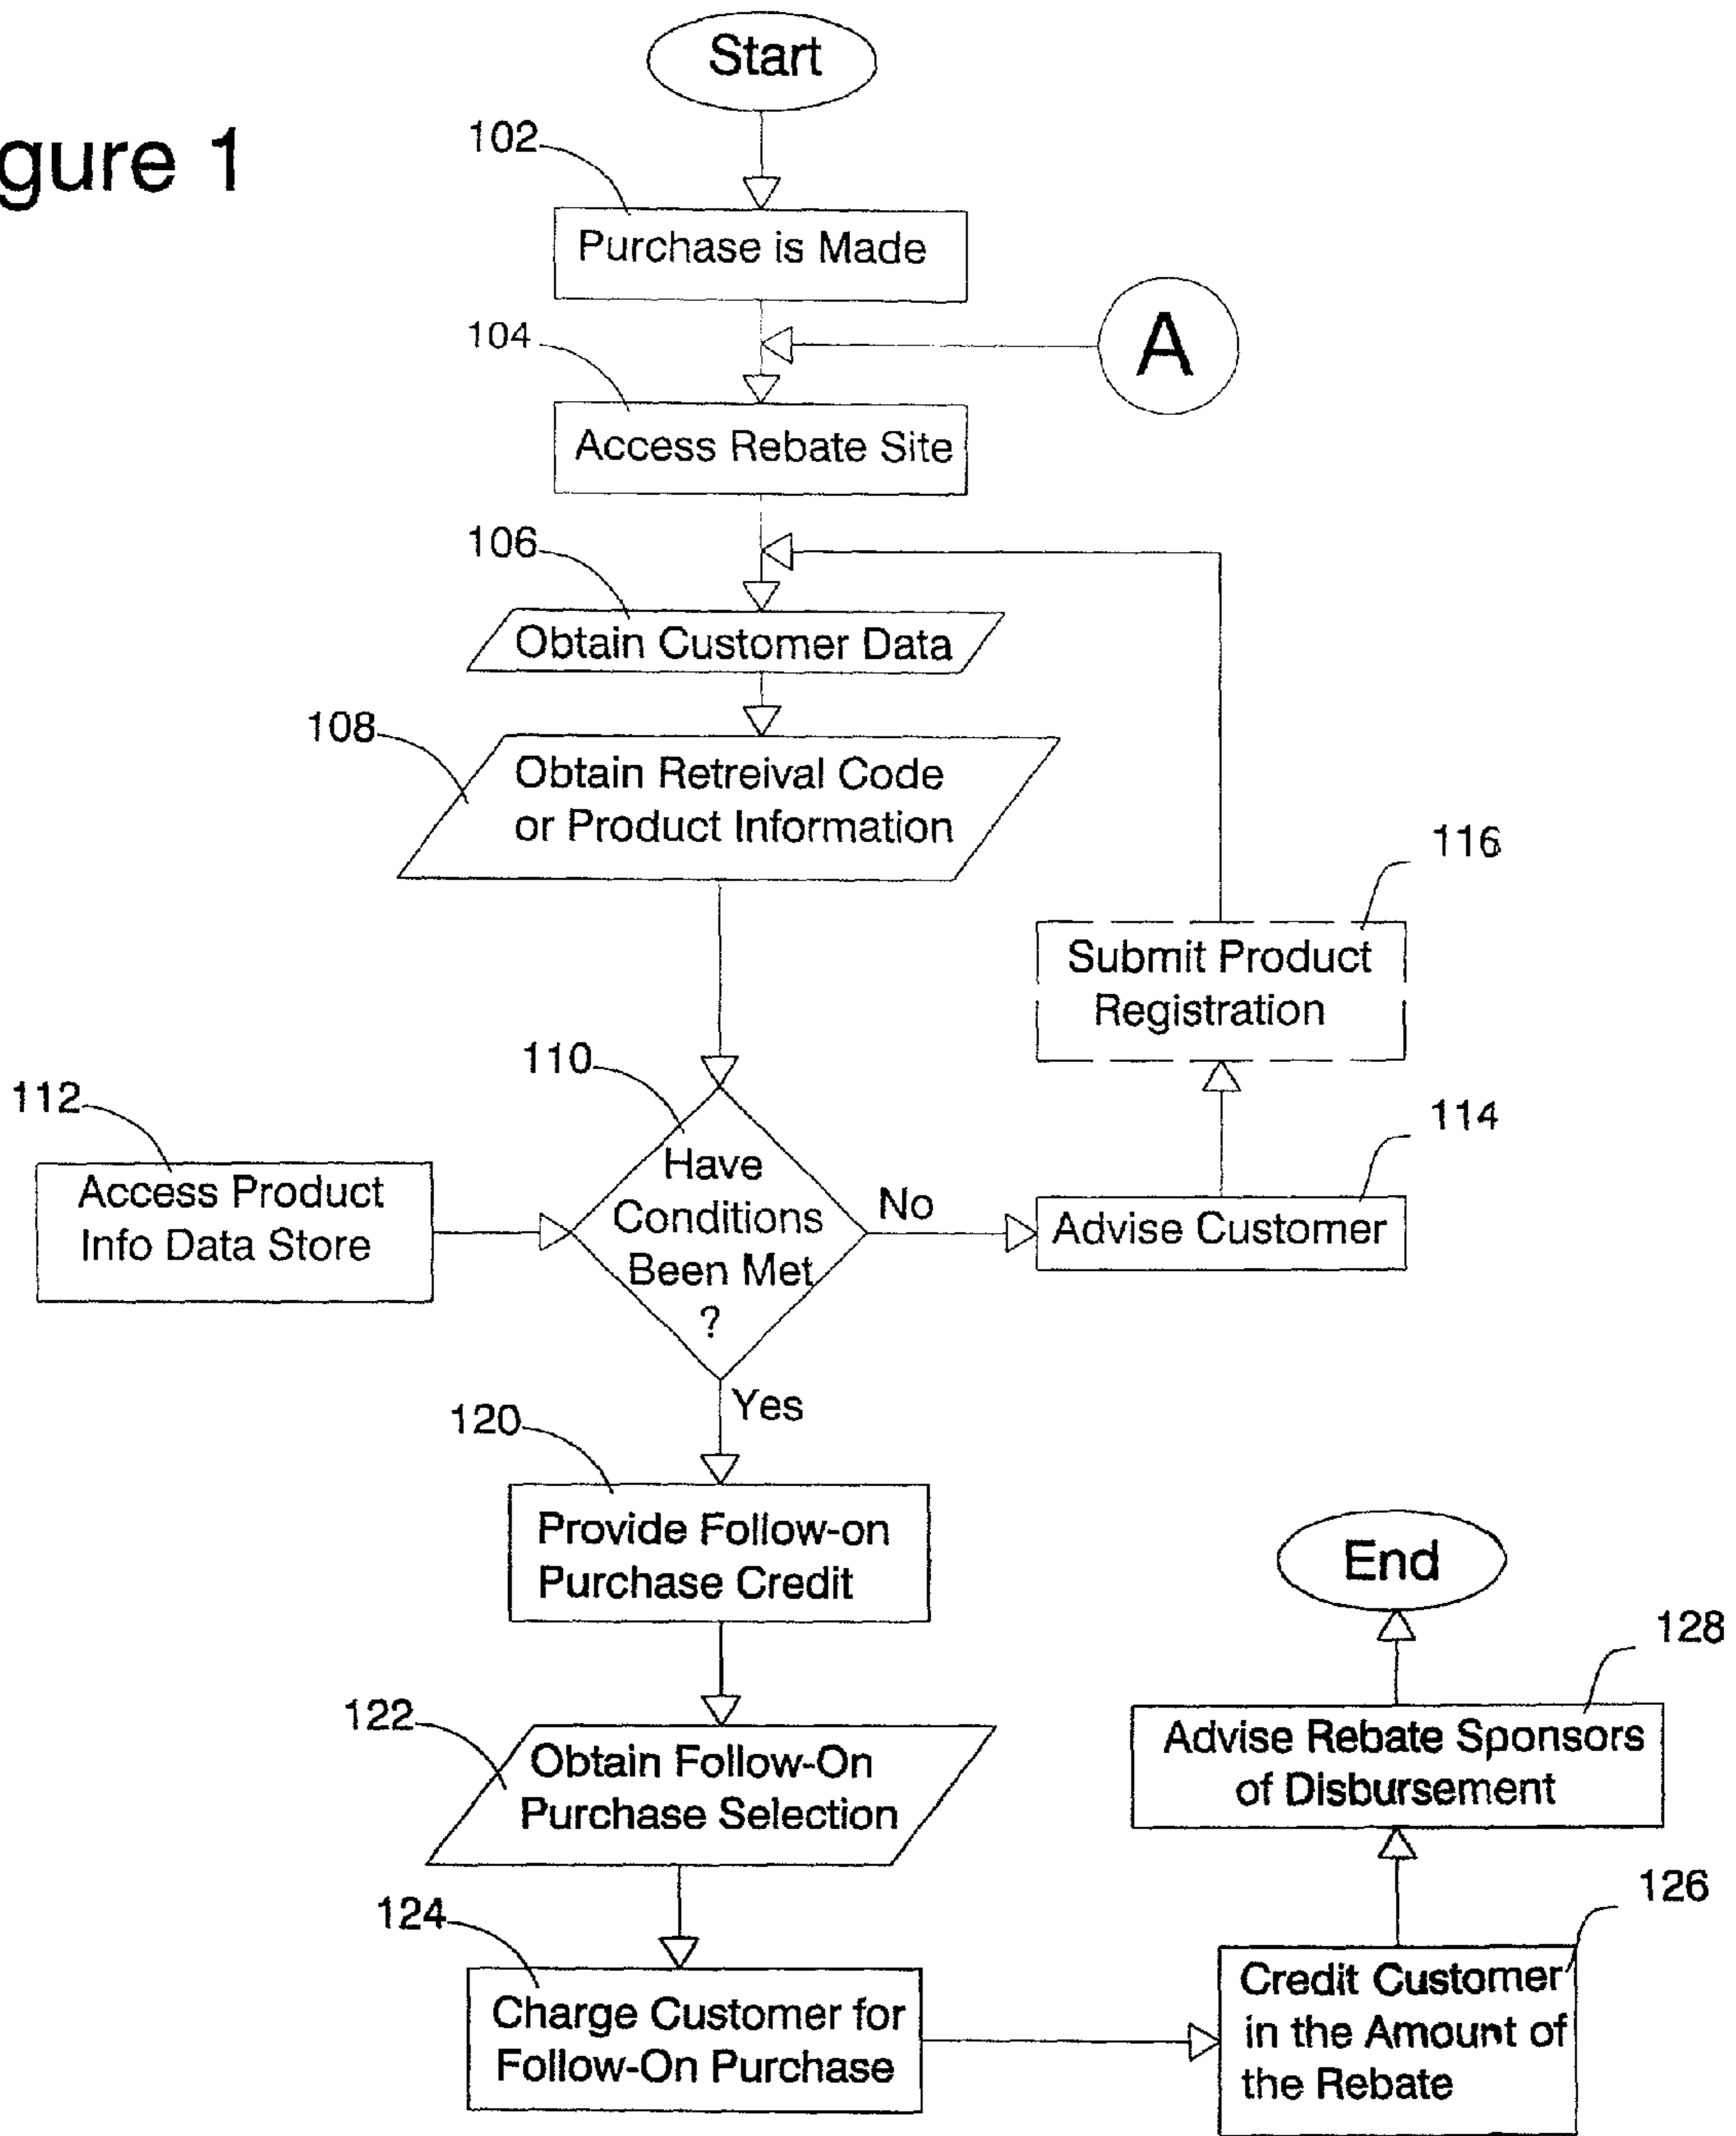 Start
gure 1
102
Purchase is Made
104
A
Access Rebate Site
106
Obtain Customer Data
108
Obtain Retreival Code
or Product Information
116
Submit Product
Registration
110
112
114
Access Product
Info Data Store
Have
Conditions
Been Met
?
No
Advise Customer
Yes
120
Provide Follow-on
Purchase Credit
End
128
122
Obtain Follow-On
Purchase Selection
Advise Rebate Sponsors
of Disbursement
124
126
Charge Customer for
Follow-On Purchase
Credit Customer
in the Amount of
the Rebate